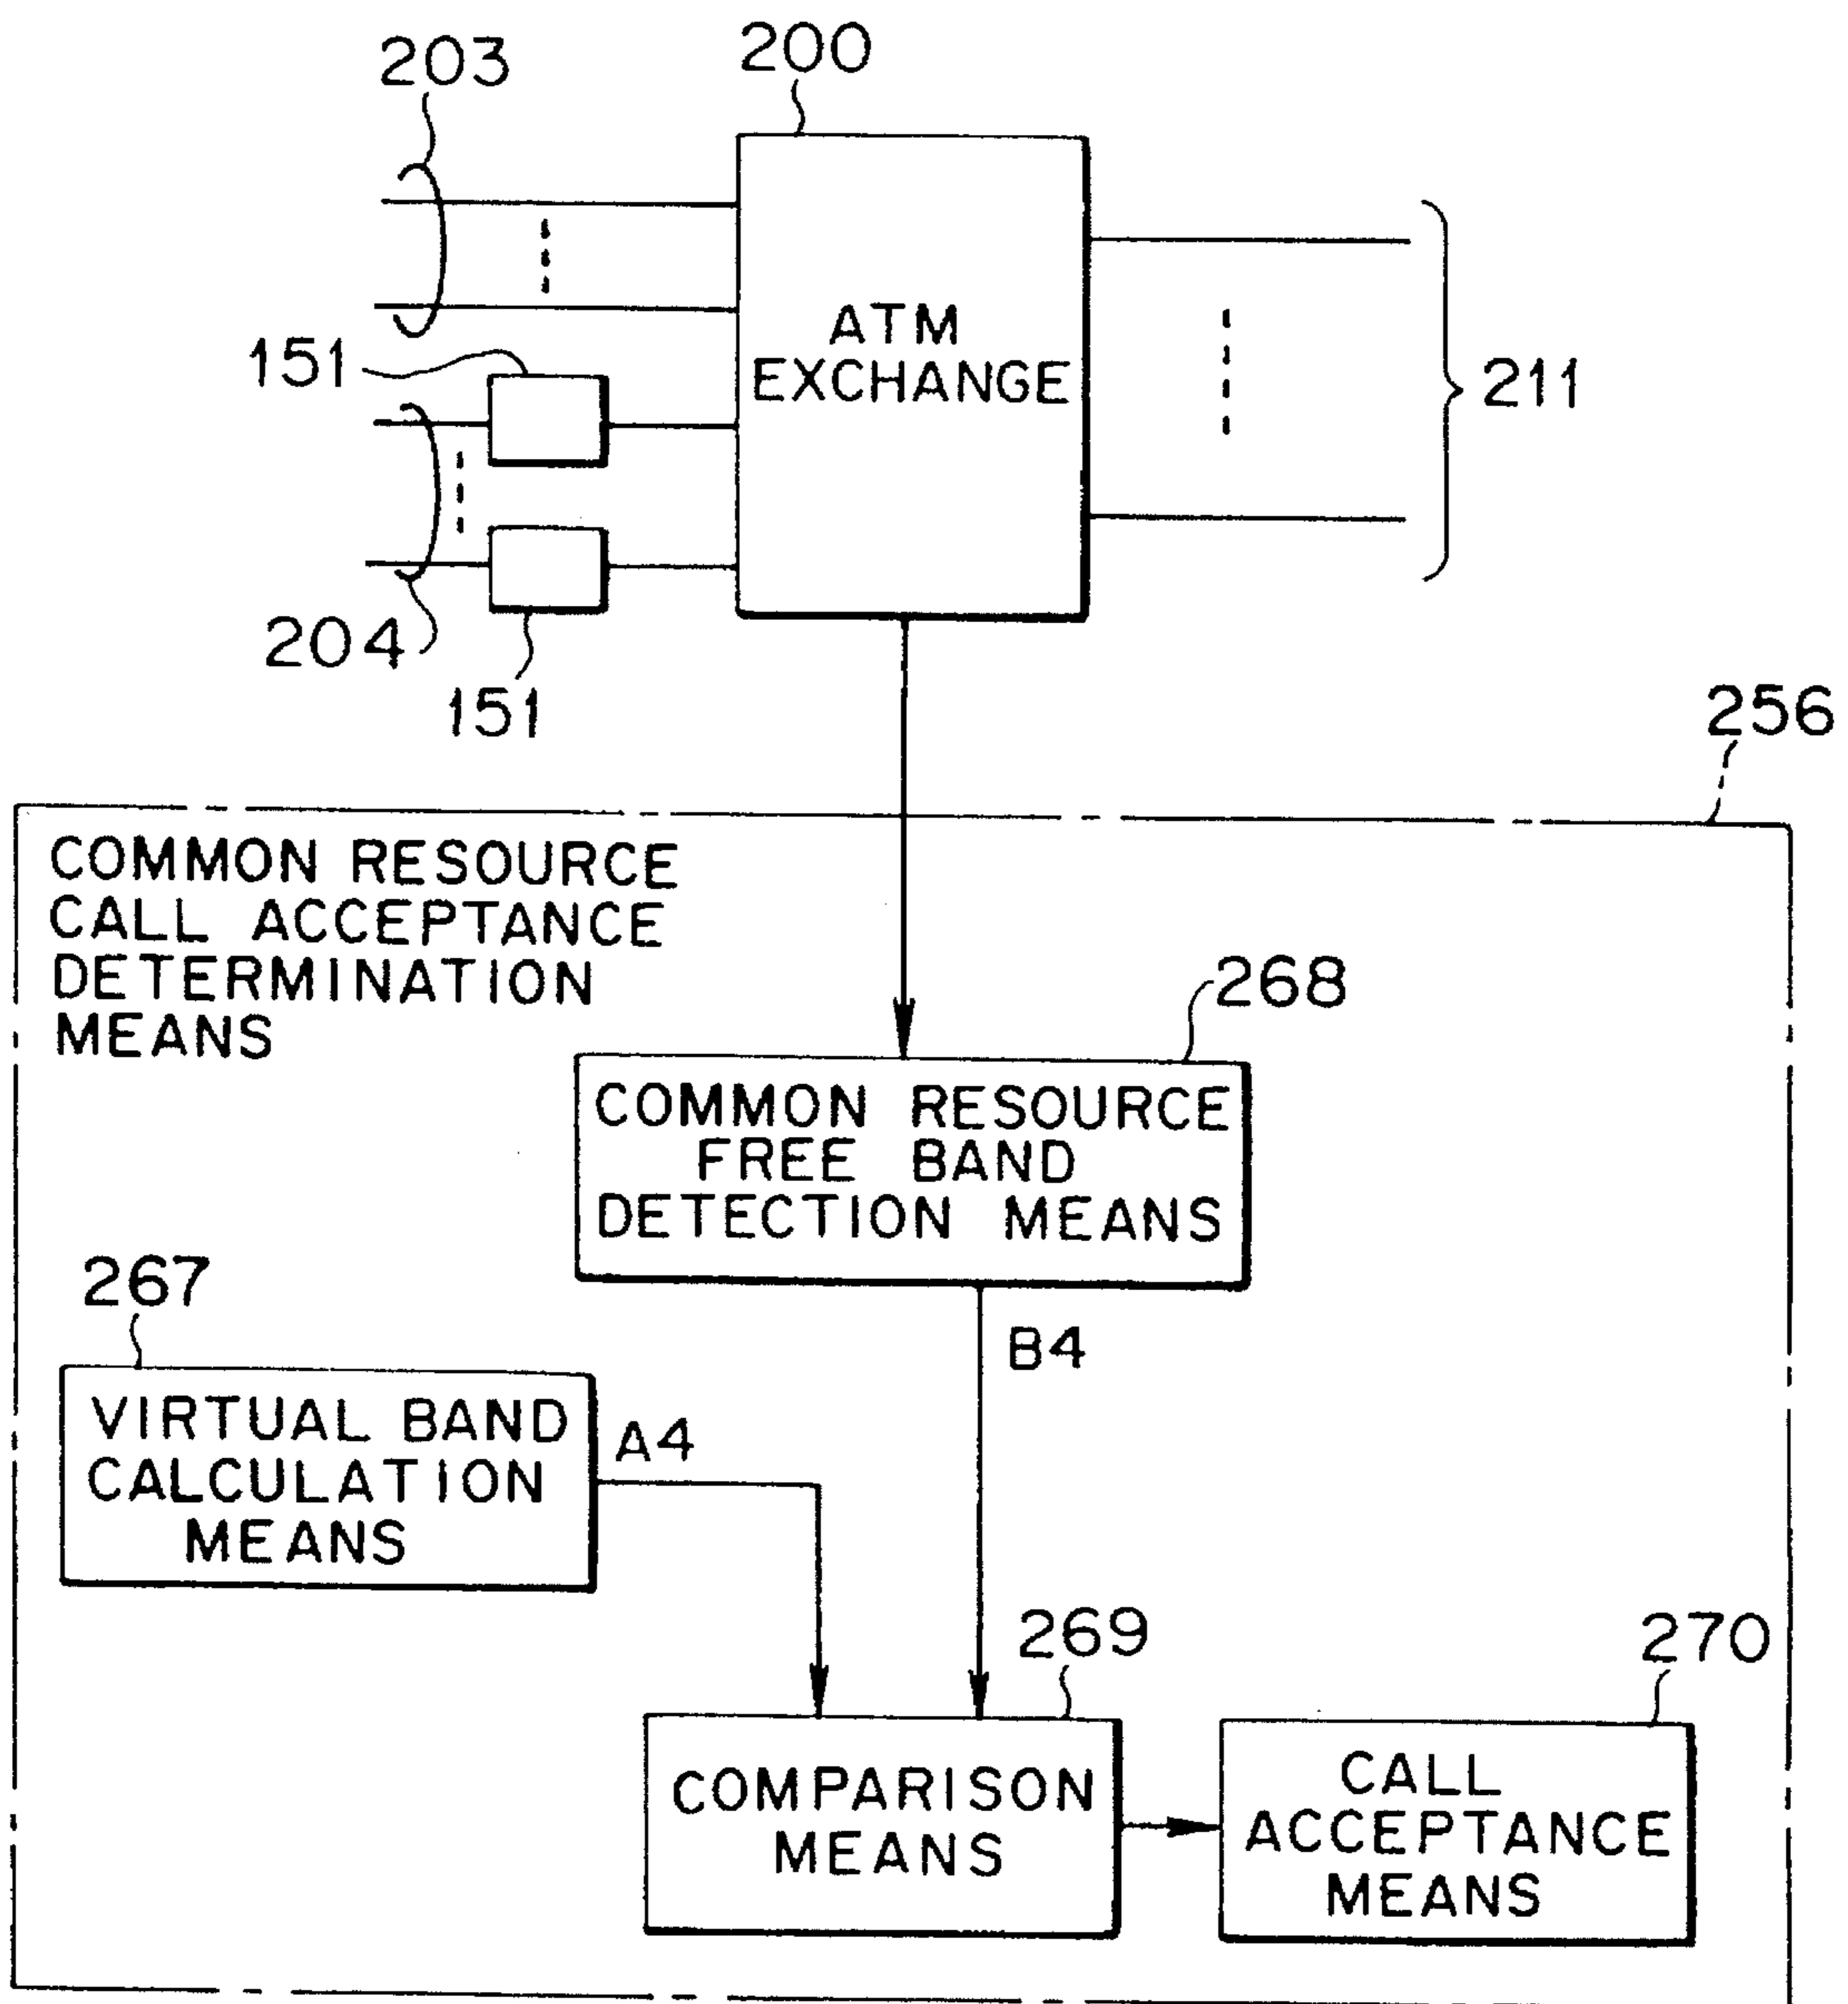 203
200
ATM
EXCHANGE
151
211
204
151
256
COMMON RESOURCE
CALL ACCEPTANCE
DETERMINATION
MEANS
268
COMMON RESOURCE
FREE BAND
DETECTION MEANS
267
B4
VIRTUAL BAND
CALCULATION
MEANS
A4
269
270
COMPARISON
MEANS
CALL
ACCEPTANCE
MEANS